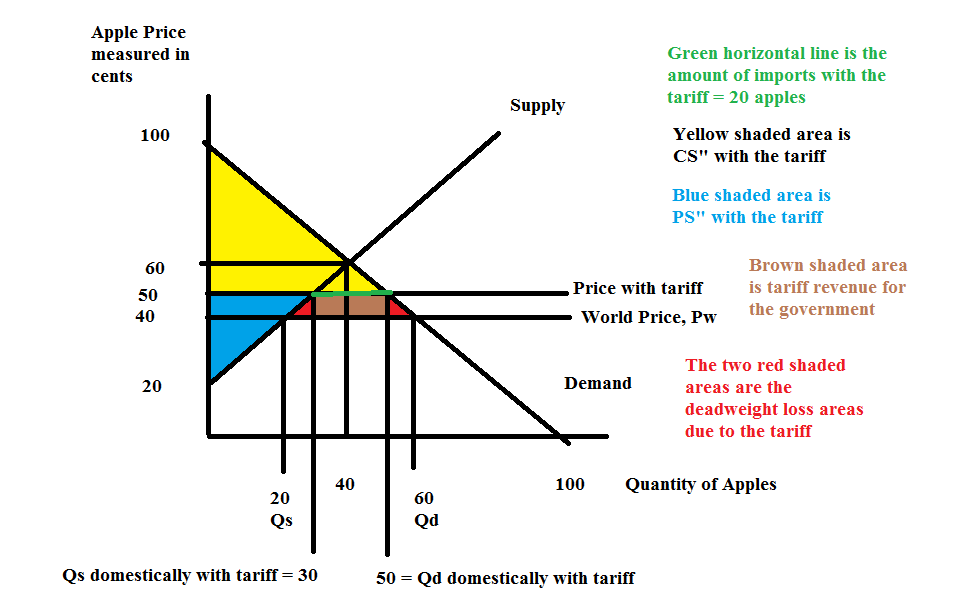 Apple Price
measured in
cents
Green horizontal line is the
amount of imports with the
tariff = 20 apples
Supply
100
Yellow shaded area is
CS" with the tariff
Blue shaded area is
PS" with the tariff
60
Brown shaded area
is tariff revenue for
the government
50
Price with tariff
40
World Price, Pw
20
Demand
The two red shaded
areas are the
deadweight loss areas
due to the tariff
20
Qs
40
60
Qd
100
Quantity of Apples
Qs domestically with tariff = 30
50 = Qd domestically with tariff